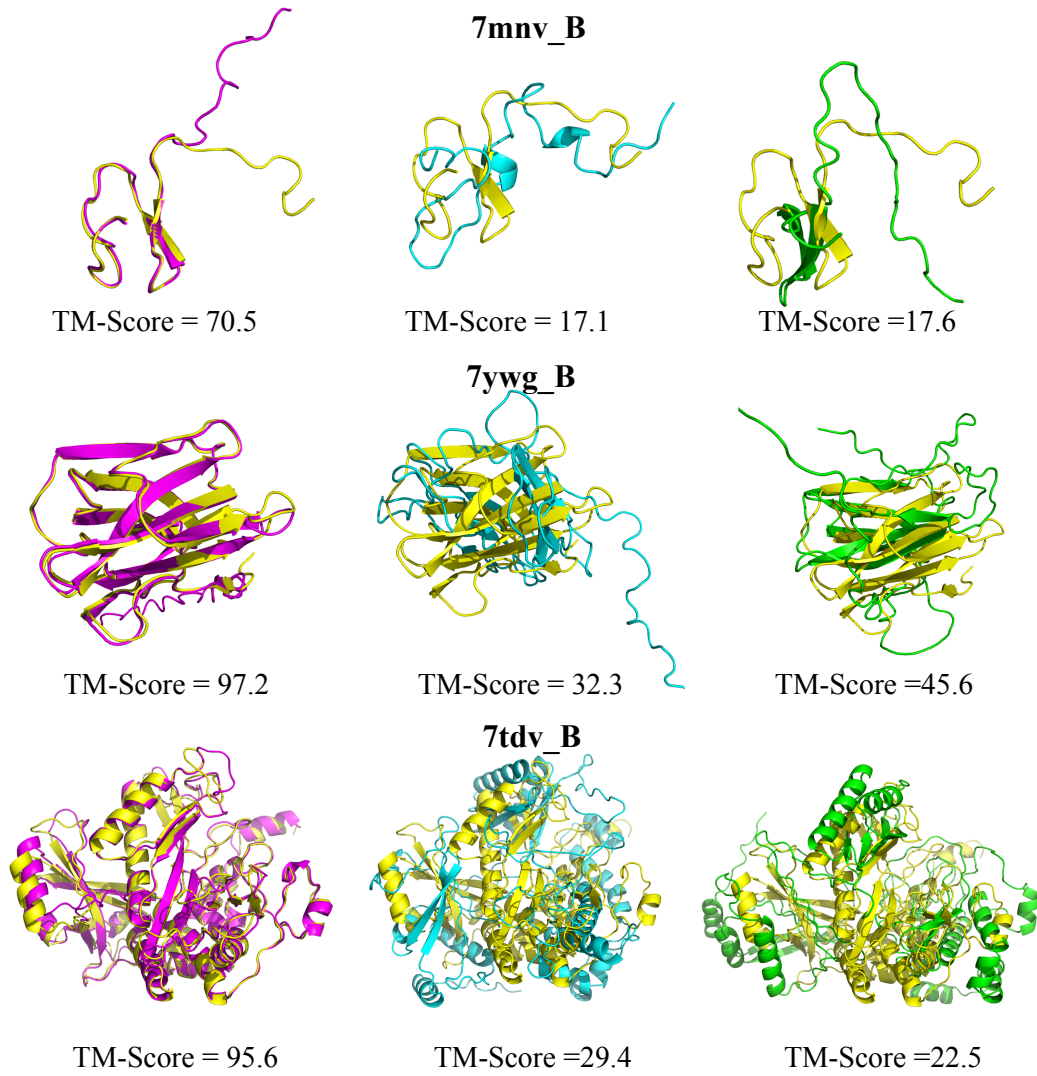 7mnv_B
TM-Score = 70.5
TM-Score = 17.1
TM-Score =17.6
7ywg_B
TM-Score = 97.2
TM-Score = 32.3
TM-Score =45.6
7tdv_B
TM-Score = 95.6
TM-Score =29.4
TM-Score =22.5